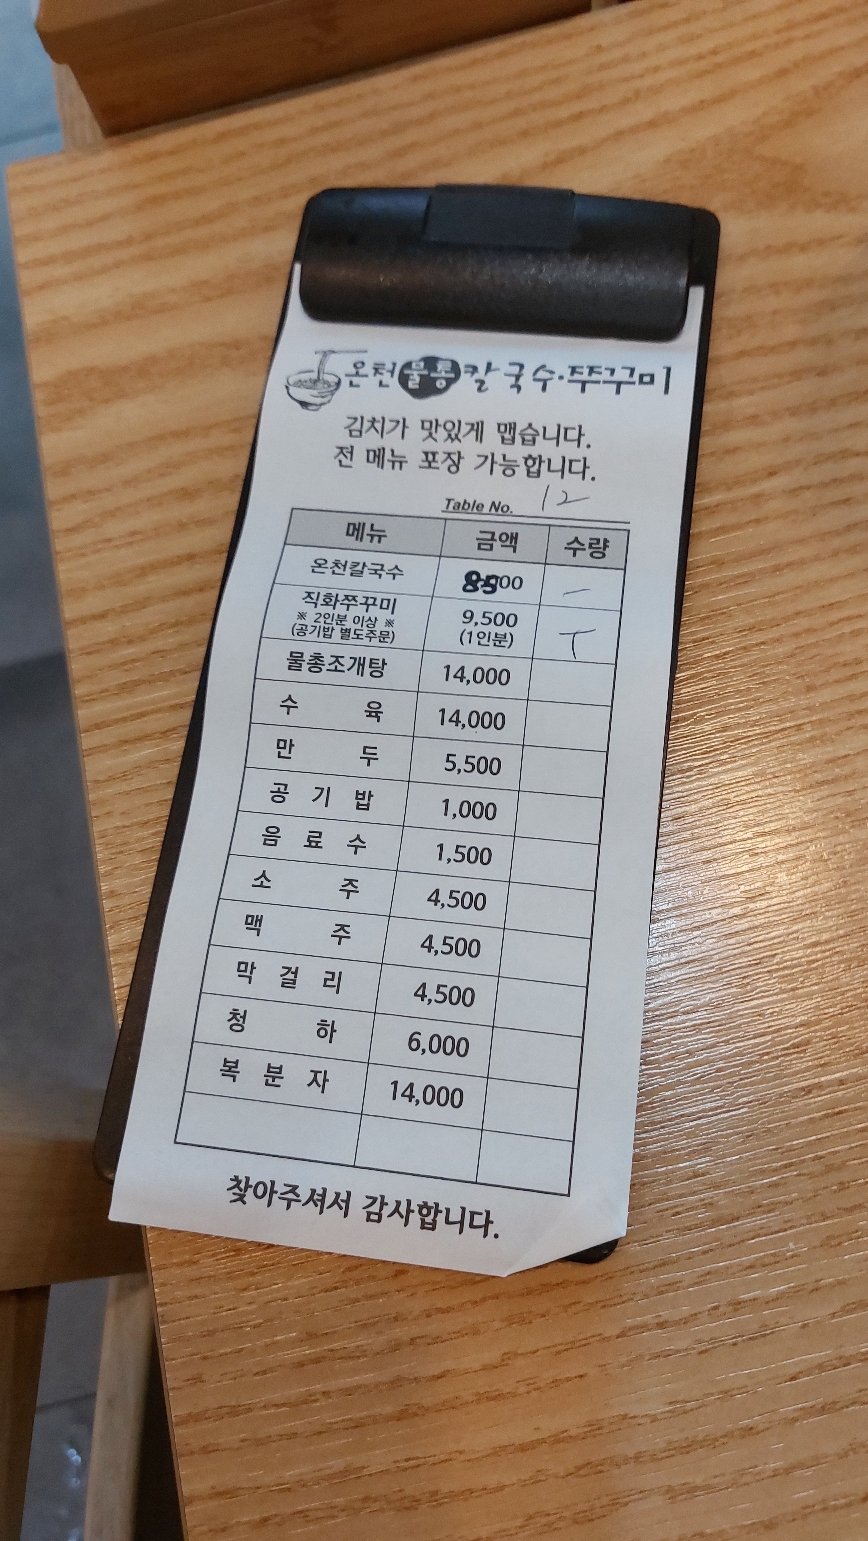 온천물총칼국수·쭈꾸미
김치가 맛있게 맵습니다.
전 메뉴 포장 가능합니다.
Table No. 12
메뉴 금액 수량
온천칼국수 8500 一
직화쭈꾸미
※ 2인분 이상 ※
(공기밥 별도주문)
9,500
(1인분)
T
물총조개탕 14,000
수 육 14,000
만 두 5,500
공 기 밥 1,000
음 료 수 1,500
소 주 4,500
맥 주 4,500
막 걸 리 4,500
청 하 6,000
복 분 자 14,000
찾아주셔서 감사합니다.